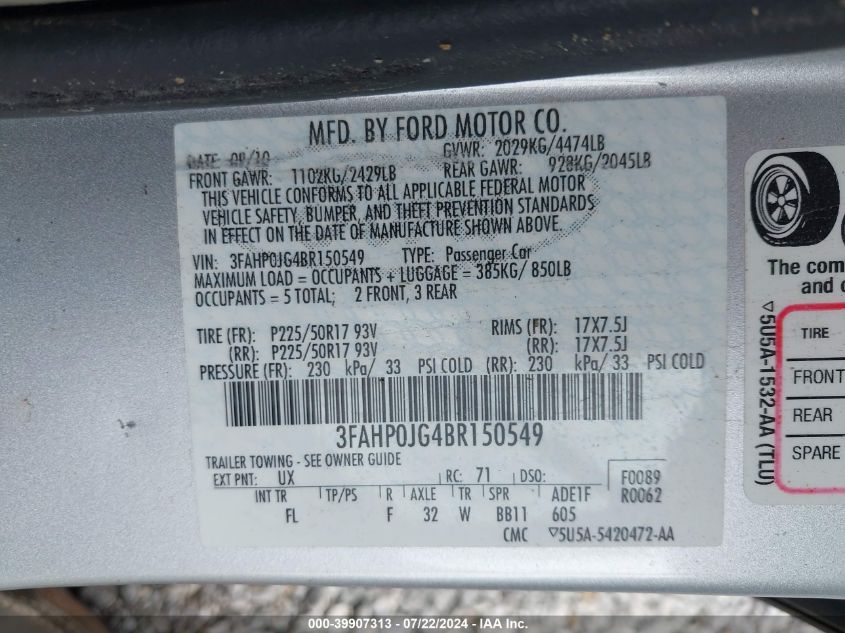 MFD. BY FORD MOTOR CO.
DATE 08/10 GVWR: 2029KG/4474LB
FRONT GAWR: 1102KG/2429LB REAR GAWR: 928KG/2045LB
THIS VEHICLE CONFORMS TO ALL APPLICABLE FEDERAL MOTOR
VEHICLE SAFETY, BUMPER, AND THEFT PREVENTION STANDARDS
IN EFFECT ON THE DATE OF MANUFACTURE SHOWN ABOVE.
VIN: 3FAHP0JG4BR150549 TYPE: Passenger Car
MAXIMUM LOAD = OCCUPANTS + LUGGAGE = 385KG/ 850LB
OCCUPANTS = 5 TOTAL; 2 FRONT, 3 REAR
TIRE (FR): P225/50R17 93V RIMS (FR): 17X7.5J
(RR): P225/50R17 93V (RR): 17X7.5J
PRESSURE (FR): 230 kPa/ 33 PSI COLD (RR): 230 kPa/ 33 PSI COLD
3FAHP0JG4BR150549
TRAILER TOWING - SEE OWNER GUIDE
EXT PNT: UX RC: 71 DSO: F0089
INT TR TP/PS R AXLE TR SPR ADE1F R0062
FL F 32 W BB11 605
CMC ▽5U5A-5420472-AA
▽5U5A-1532-AA (TLU)
The com
and
TIRE
FRONT
REAR
SPARE
000-39907313 - 07/22/2024 - IAAI Inc.